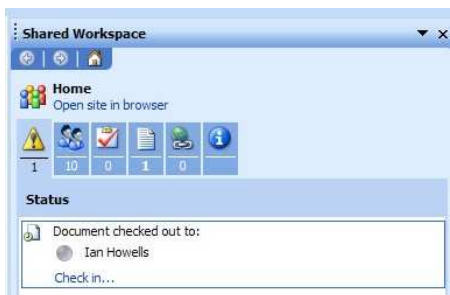 Shared Workspace
Home
Open site in browser
1 10 0 1 0
Status
Document checked out to:
Ian Howells
Check in...